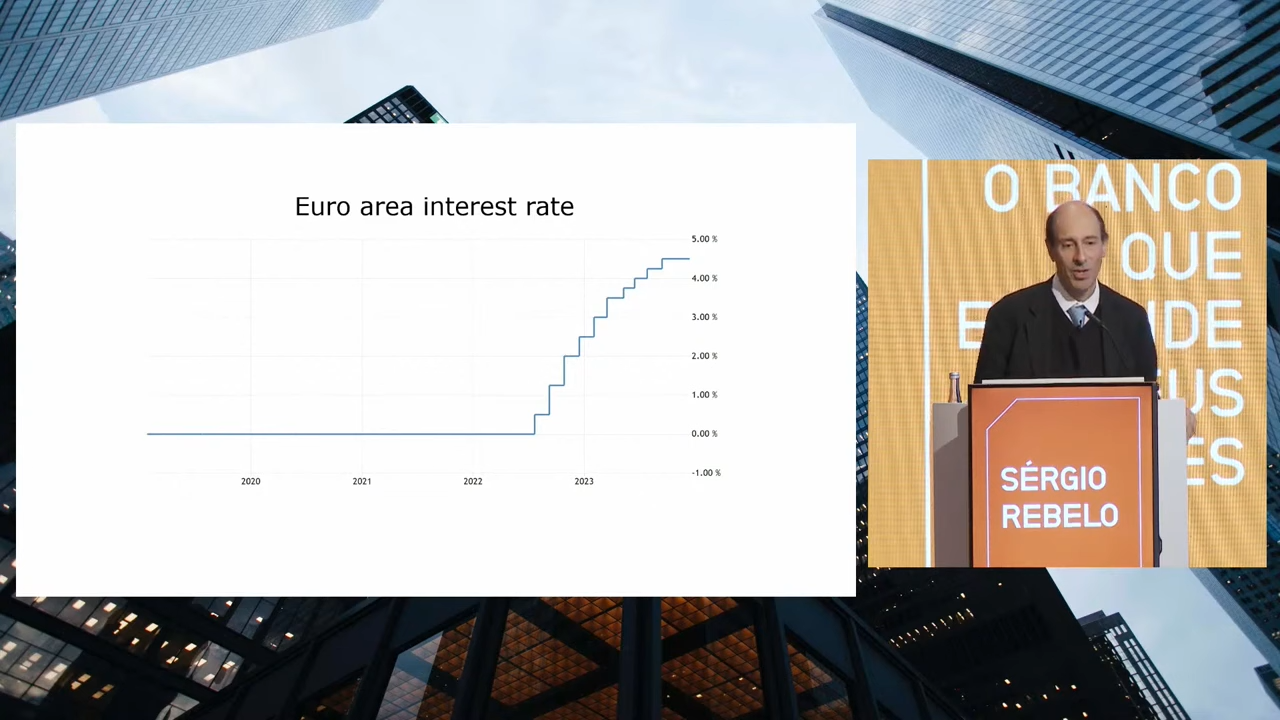 Euro area interest rate
5.00 %
4.00 %
3.00 %
2.00 %
1.00 %
0.00 %
-1.00 %
2020
2021
2022
2023
O BANCO
QUE
E
NDE
US
ES
SÉRGIO
REBELO